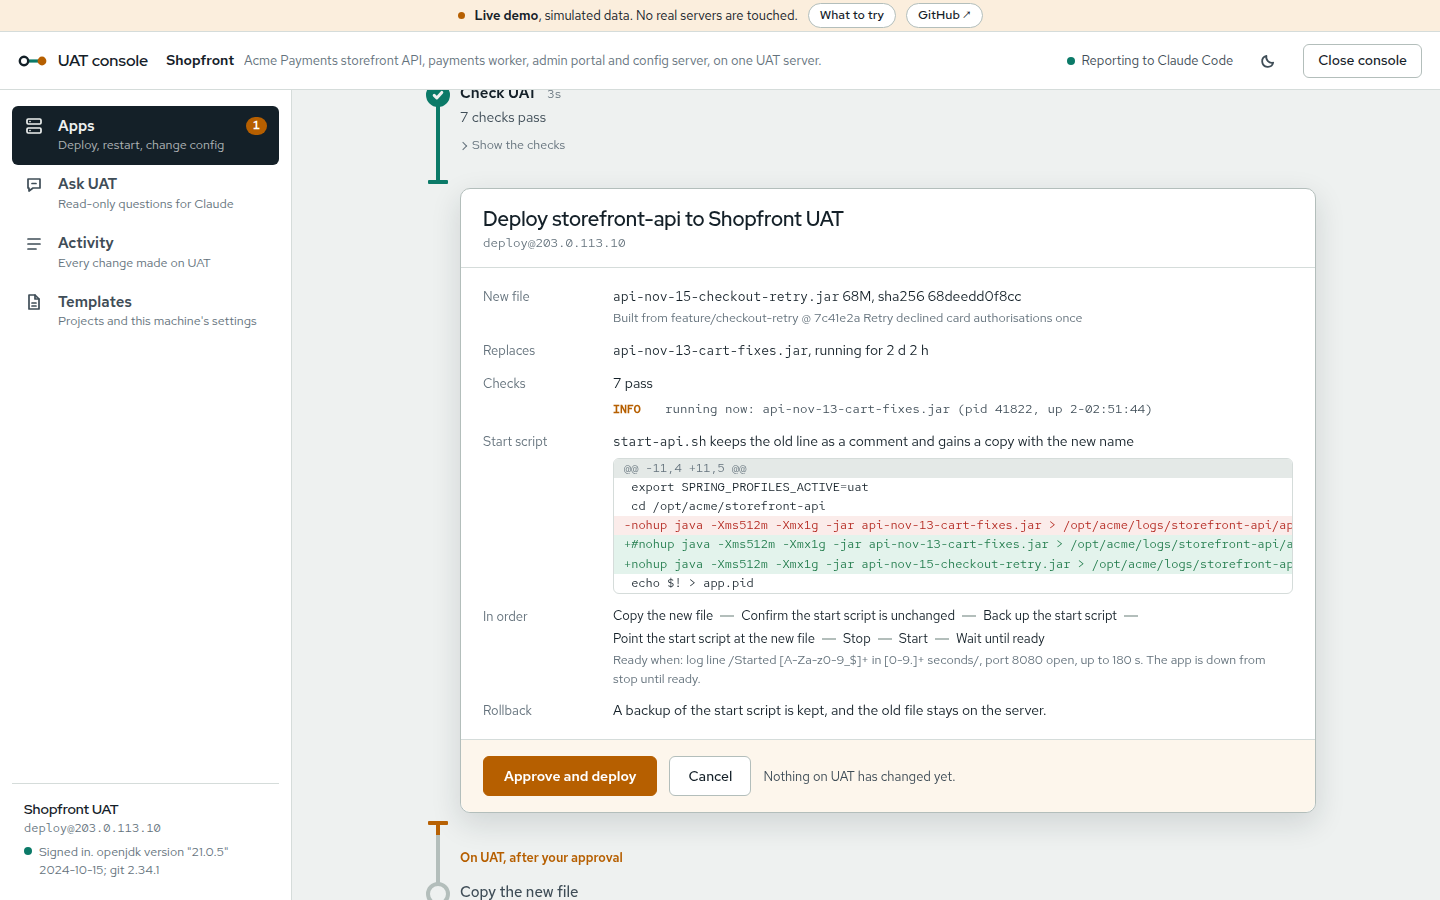 Live demo, simulated data. No real servers are touched.
What to try
GitHub ↗
UAT console
Shopfront
Acme Payments storefront API, payments worker, admin portal and config server, on one UAT server.
Reporting to Claude Code
Close console
Apps
1
Deploy, restart, change config
Ask UAT
Read-only questions for Claude
Activity
Every change made on UAT
Templates
Projects and this machine's settings
Shopfront UAT
deploy@203.0.113.10
Signed in. openjdk version "21.0.5"
2024-10-15; git 2.34.1
Check UAT 3s
7 checks pass
Show the checks
Deploy storefront-api to Shopfront UAT
deploy@203.0.113.10
New file
api-nov-15-checkout-retry.jar 68M, sha256 68deedd0f8cc
Built from feature/checkout-retry @ 7c41e2a Retry declined card authorisations once
Replaces
api-nov-13-cart-fixes.jar, running for 2 d 2 h
Checks
7 pass
INFO running now: api-nov-13-cart-fixes.jar (pid 41822, up 2-02:51:44)
Start script
start-api.sh keeps the old line as a comment and gains a copy with the new name
@@ -11,4 +11,5 @@
export SPRING_PROFILES_ACTIVE=uat
cd /opt/acme/storefront-api
-nohup java -Xms512m -Xmx1g -jar api-nov-13-cart-fixes.jar > /opt/acme/logs/storefront-api/ap
+#nohup java -Xms512m -Xmx1g -jar api-nov-13-cart-fixes.jar > /opt/acme/logs/storefront-api/a
+nohup java -Xms512m -Xmx1g -jar api-nov-15-checkout-retry.jar > /opt/acme/logs/storefront-ap
echo $! > app.pid
In order
Copy the new file — Confirm the start script is unchanged — Back up the start script —
Point the start script at the new file — Stop — Start — Wait until ready
Ready when: log line /Started [A-Za-z0-9_$]+ in [0-9.]+ seconds/, port 8080 open, up to 180 s. The app is down from
stop until ready.
Rollback
A backup of the start script is kept, and the old file stays on the server.
Approve and deploy
Cancel
Nothing on UAT has changed yet.
On UAT, after your approval
Copy the new file